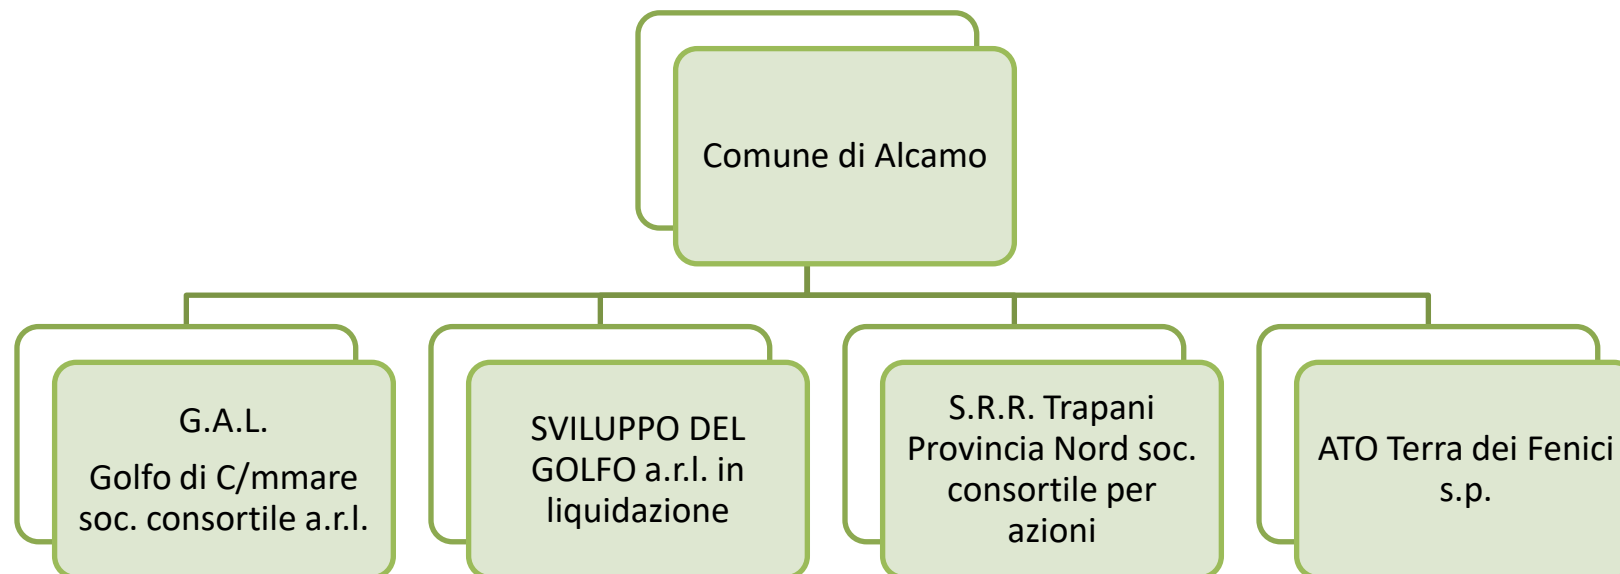 Comune di Alcamo
G.A.L.
Golfo di C/mmare
soc. consortile a.r.l.
SVILUPPO DEL
GOLFO a.r.l. in
liquidazione
S.R.R. Trapani
Provincia Nord soc.
consortile per
azioni
ATO Terra dei Fenici
s.p.